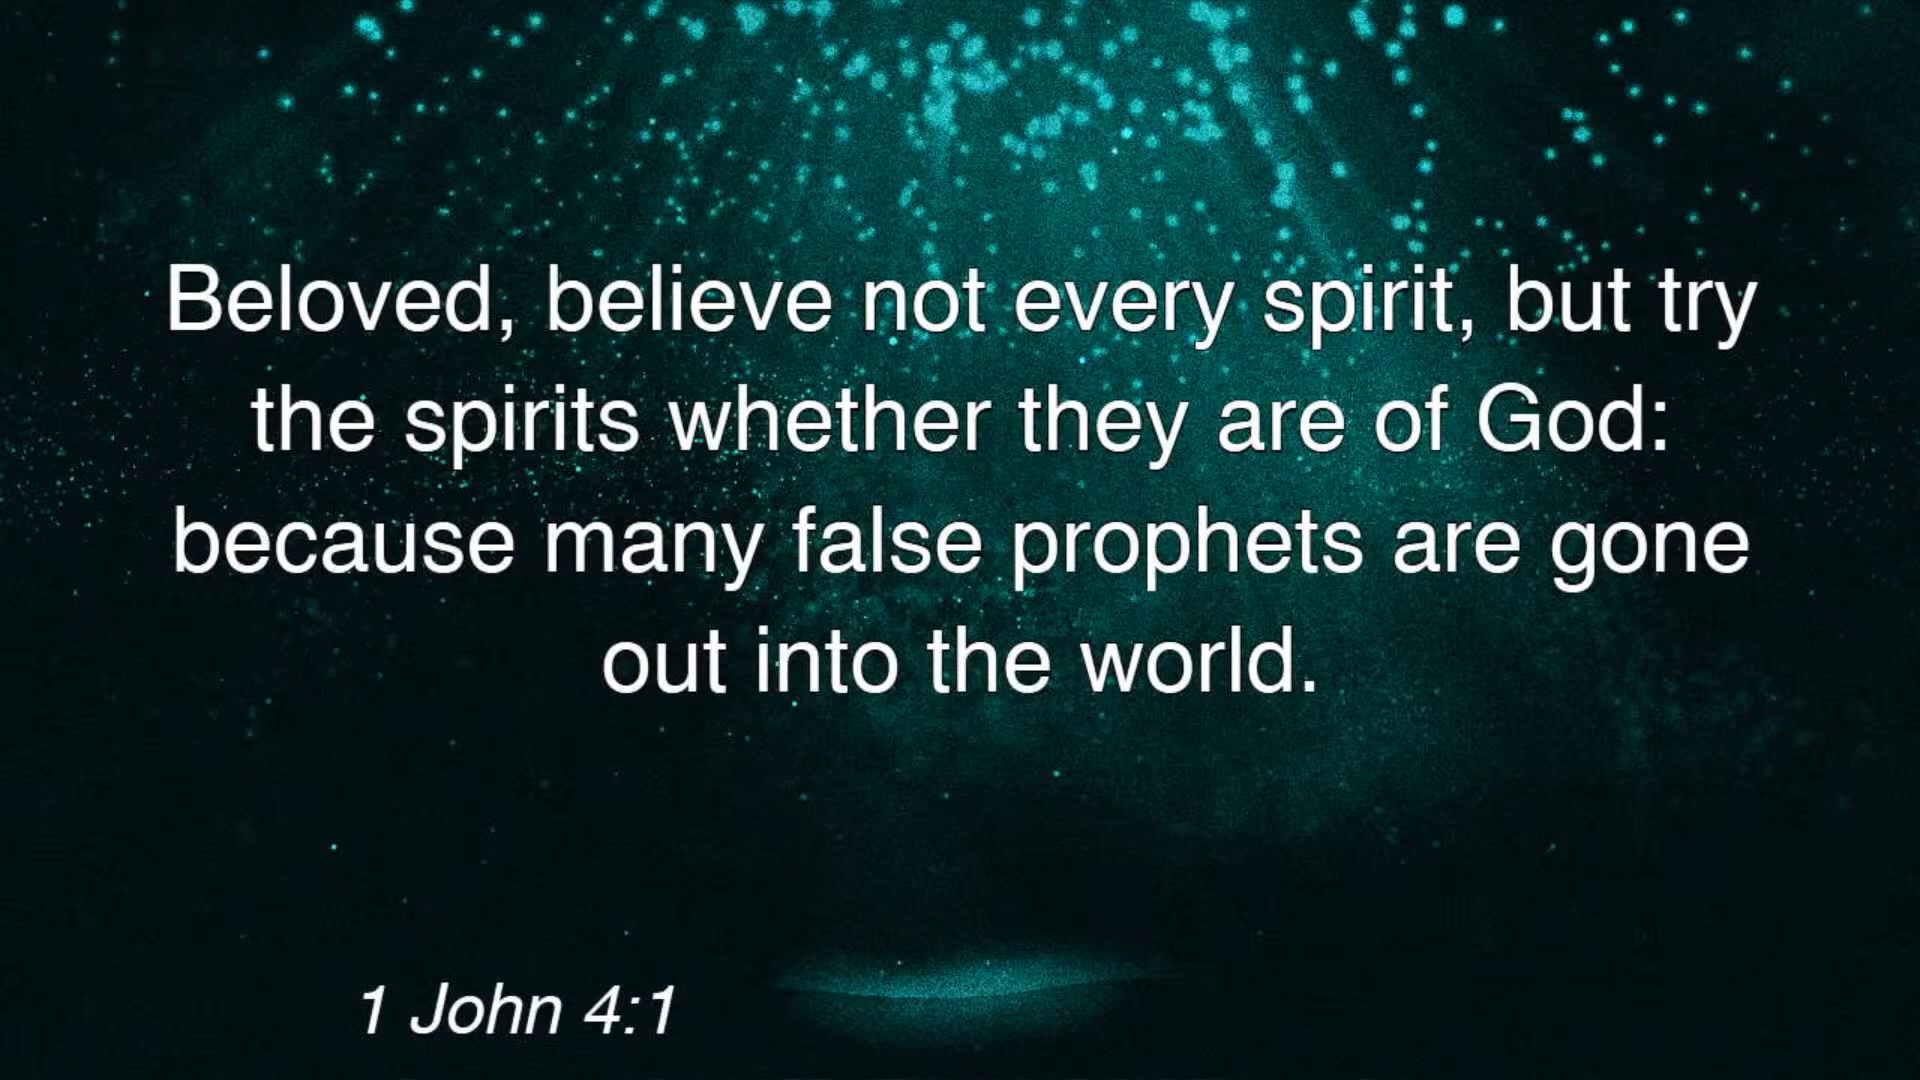 Beloved, believe not every spirit, but try
the spirits whether they are of God:
because many false prophets are gone
out into the world.
1 John 4:1